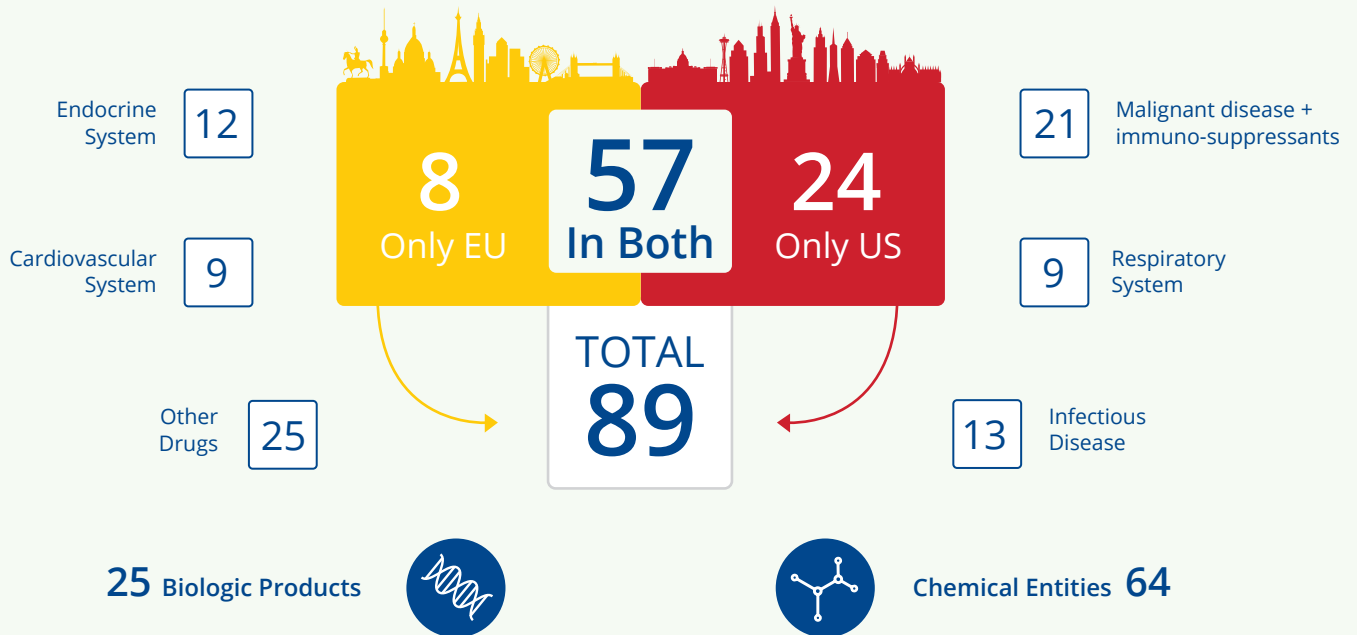 Endocrine
System
12
Cardiovascular
System
9
Other
Drugs
25
8
Only EU
57
In Both
24
Only US
TOTAL
89
21
Malignant disease +
immuno-suppressants
9
Respiratory
System
13
Infectious
Disease
25 Biologic Products
Chemical Entities 64